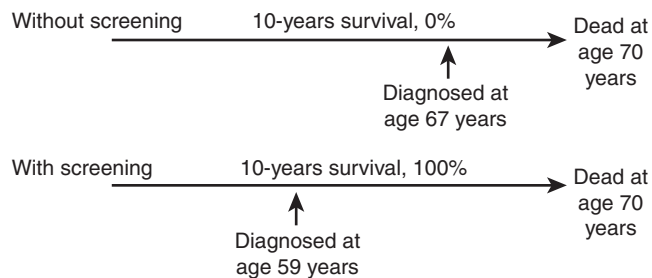 Without screening
10-years survival, 0%
Dead at
age 70
years
Diagnosed at
age 67 years
With screening
10-years survival, 100%
Dead at
age 70
years
Diagnosed at
age 59 years